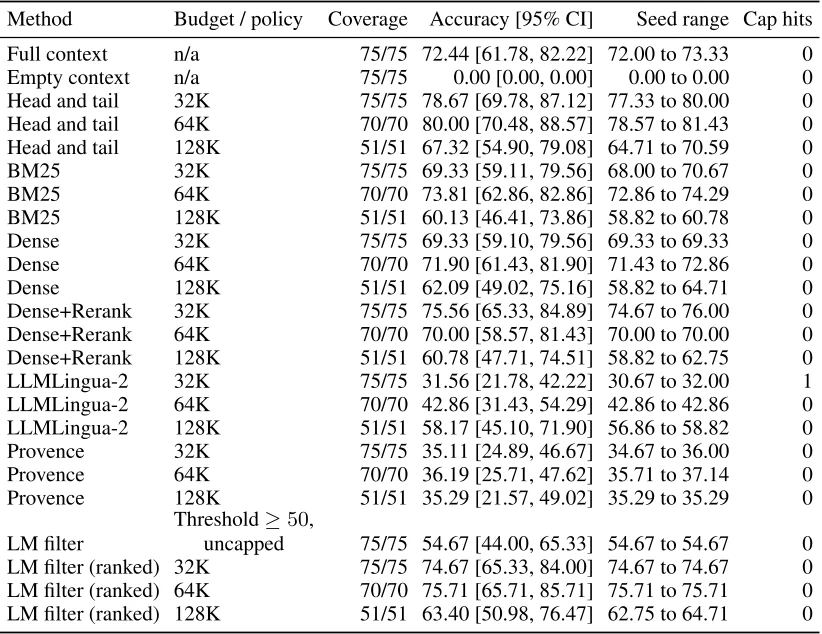 Method Budget / policy Coverage Accuracy [95% CI] Seed range Cap hits
Full context n/a 75/75 72.44 [61.78, 82.22] 72.00 to 73.33 0
Empty context n/a 75/75 0.00 [0.00, 0.00] 0.00 to 0.00 0
Head and tail 32K 75/75 78.67 [69.78, 87.12] 77.33 to 80.00 0
Head and tail 64K 70/70 80.00 [70.48, 88.57] 78.57 to 81.43 0
Head and tail 128K 51/51 67.32 [54.90, 79.08] 64.71 to 70.59 0
BM25 32K 75/75 69.33 [59.11, 79.56] 68.00 to 70.67 0
BM25 64K 70/70 73.81 [62.86, 82.86] 72.86 to 74.29 0
BM25 128K 51/51 60.13 [46.41, 73.86] 58.82 to 60.78 0
Dense 32K 75/75 69.33 [59.10, 79.56] 69.33 to 69.33 0
Dense 64K 70/70 71.90 [61.43, 81.90] 71.43 to 72.86 0
Dense 128K 51/51 62.09 [49.02, 75.16] 58.82 to 64.71 0
Dense+Rerank 32K 75/75 75.56 [65.33, 84.89] 74.67 to 76.00 0
Dense+Rerank 64K 70/70 70.00 [58.57, 81.43] 70.00 to 70.00 0
Dense+Rerank 128K 51/51 60.78 [47.71, 74.51] 58.82 to 62.75 0
LLMLingua-2 32K 75/75 31.56 [21.78, 42.22] 30.67 to 32.00 1
LLMLingua-2 64K 70/70 42.86 [31.43, 54.29] 42.86 to 42.86 0
LLMLingua-2 128K 51/51 58.17 [45.10, 71.90] 56.86 to 58.82 0
Provence 32K 75/75 35.11 [24.89, 46.67] 34.67 to 36.00 0
Provence 64K 70/70 36.19 [25.71, 47.62] 35.71 to 37.14 0
Provence 128K 51/51 35.29 [21.57, 49.02] 35.29 to 35.29 0
Threshold ≥ 50,
LM filter uncapped 75/75 54.67 [44.00, 65.33] 54.67 to 54.67 0
LM filter (ranked) 32K 75/75 74.67 [65.33, 84.00] 74.67 to 74.67 0
LM filter (ranked) 64K 70/70 75.71 [65.71, 85.71] 75.71 to 75.71 0
LM filter (ranked) 128K 51/51 63.40 [50.98, 76.47] 62.75 to 64.71 0